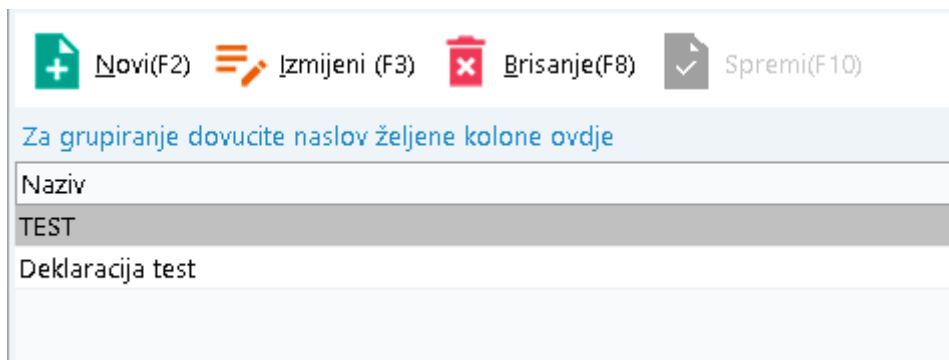 Novi(F2) Izmijeni (F3) Brisanje(F8) Spremi(F10)
Za grupiranje dovucite naslov željene kolone ovdje
Naziv
TEST
Deklaracija test